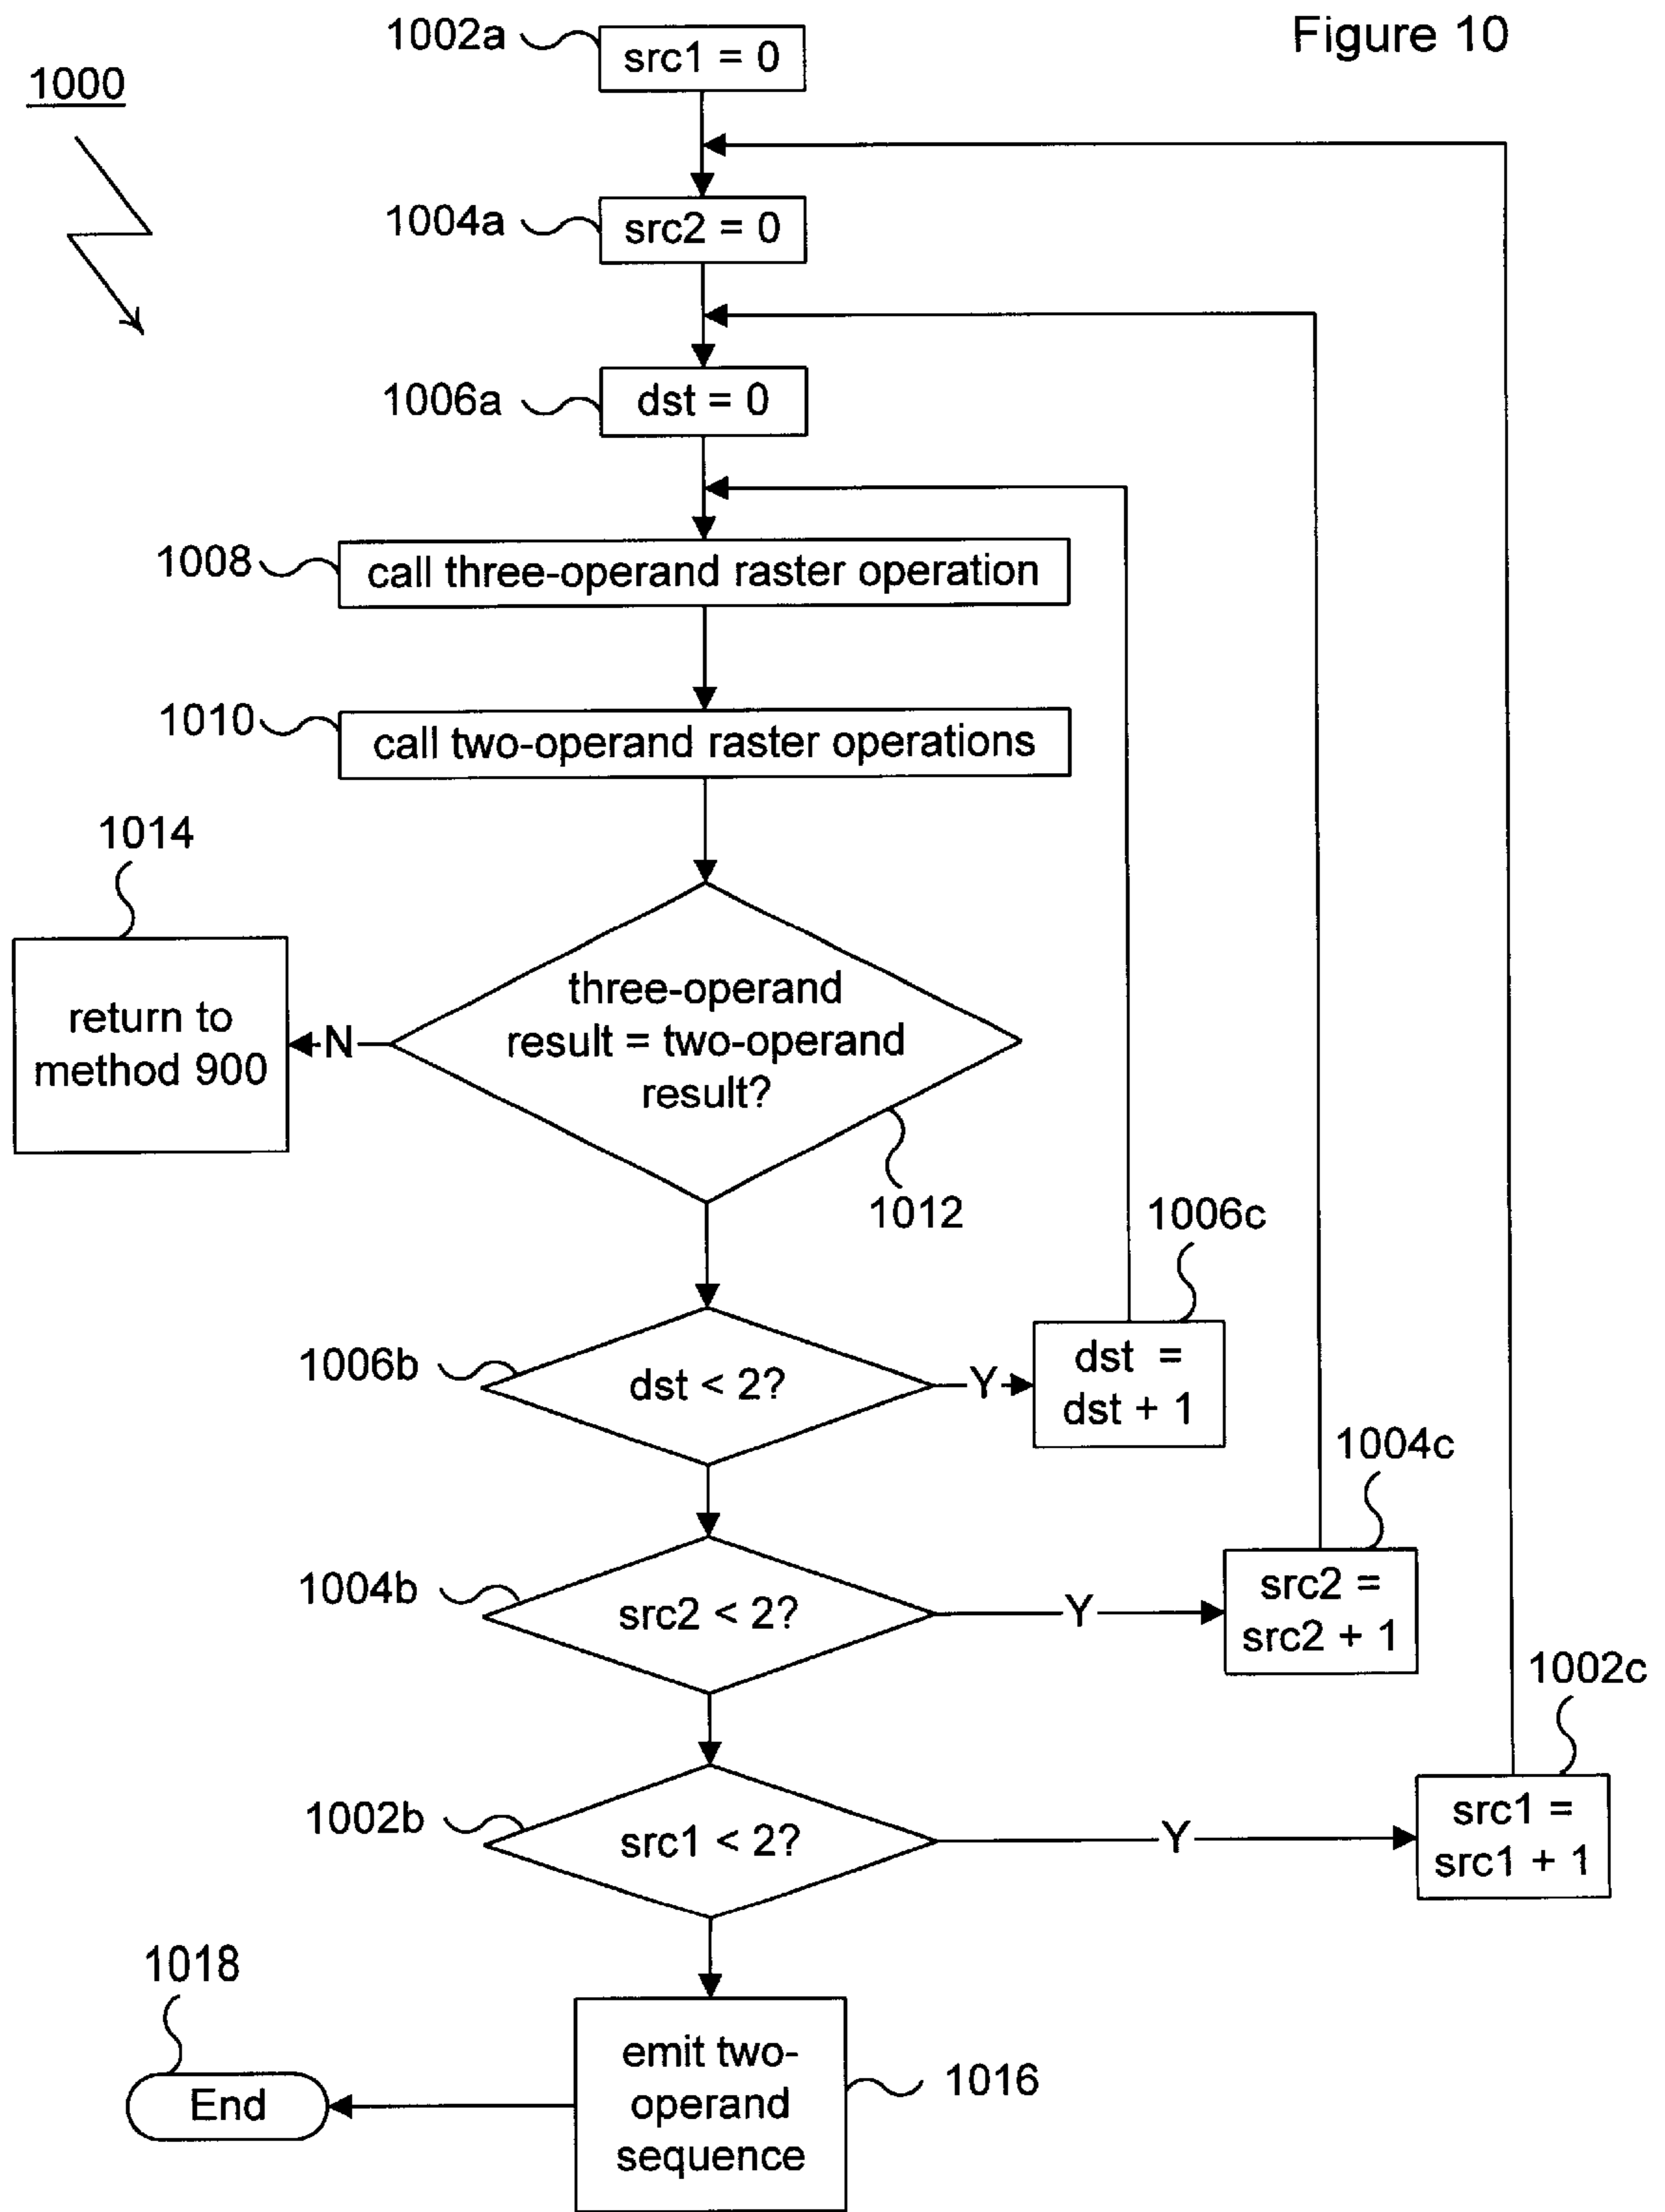 Figure 10
1000
1002a
src1 = 0
1004a
src2 = 0
1006a
dst = 0
1008
call three-operand raster operation
1010
call two-operand raster operations
1014
return to
method 900
N
three-operand
result = two-operand
result?
1012
1006c
1006b
dst < 2?
Y
dst =
dst + 1
1004c
1004b
src2 < 2?
Y
src2 =
src2 + 1
1002c
1002b
src1 < 2?
Y
src1 =
src1 + 1
1018
End
emit two-
operand
sequence
1016